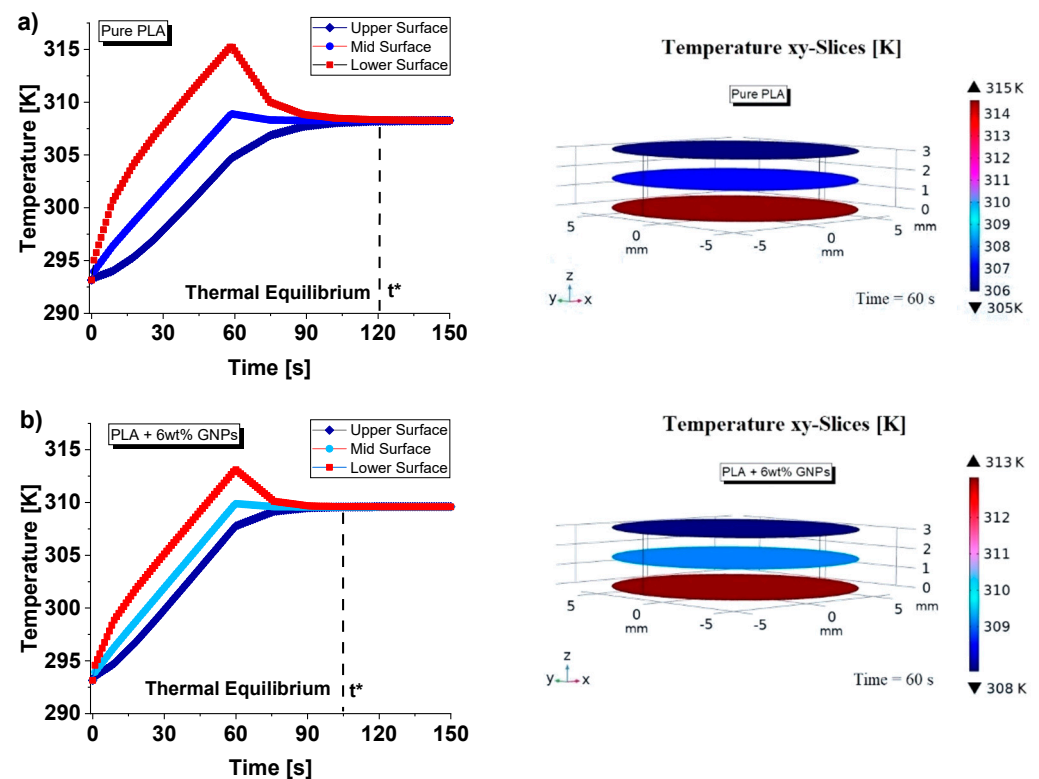 a)
Pure PLA
Upper Surface
Mid Surface
Lower Surface
315
310
305
300
295
290
Temperature [K]
Thermal Equilibrium
t*
0 30 60 90 120 150
Time [s]
Temperature xy-Slices [K]
Pure PLA
3
2
1
0
mm
5
0
mm
-5
-5
0
mm
5
y
z
x
Time = 60 s
▲ 315 K
314
313
312
311
310
309
308
307
306
▼ 305K
b)
PLA + 6wt% GNPs
Upper Surface
Mid Surface
Lower Surface
315
310
305
300
295
290
Temperature [K]
Thermal Equilibrium
t*
0 30 60 90 120 150
Time [s]
Temperature xy-Slices [K]
PLA + 6wt% GNPs
3
2
1
0
mm
5
0
mm
-5
-5
0
mm
5
y
z
x
Time = 60 s
▲ 313 K
312
311
310
309
▼ 308 K